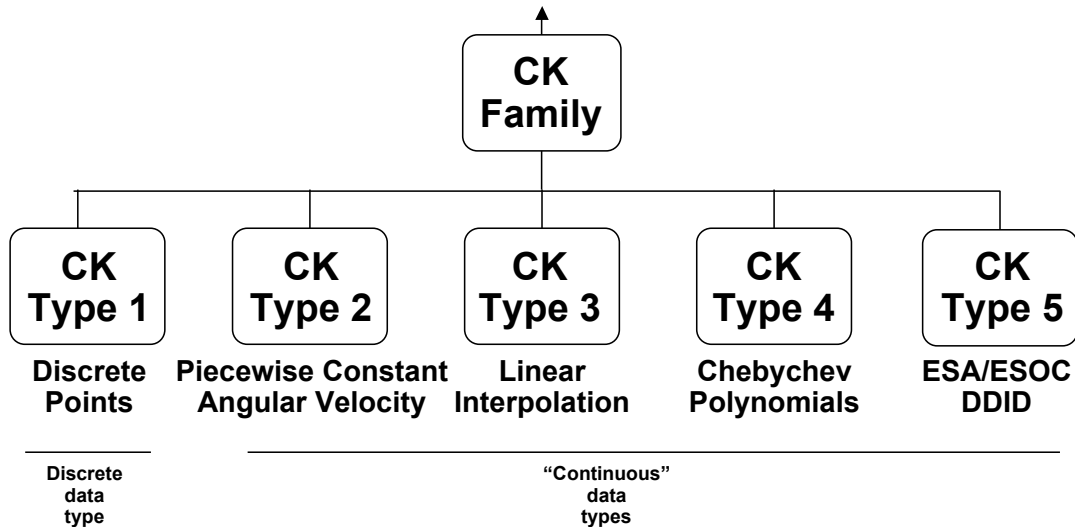 CK
Family
CK
Type 1
CK
Type 2
CK
Type 3
CK
Type 4
CK
Type 5
Discrete
Points
Piecewise Constant
Angular Velocity
Linear
Interpolation
Chebychev
Polynomials
ESA/ESOC
DDID
Discrete
data
type
“Continuous”
data
types